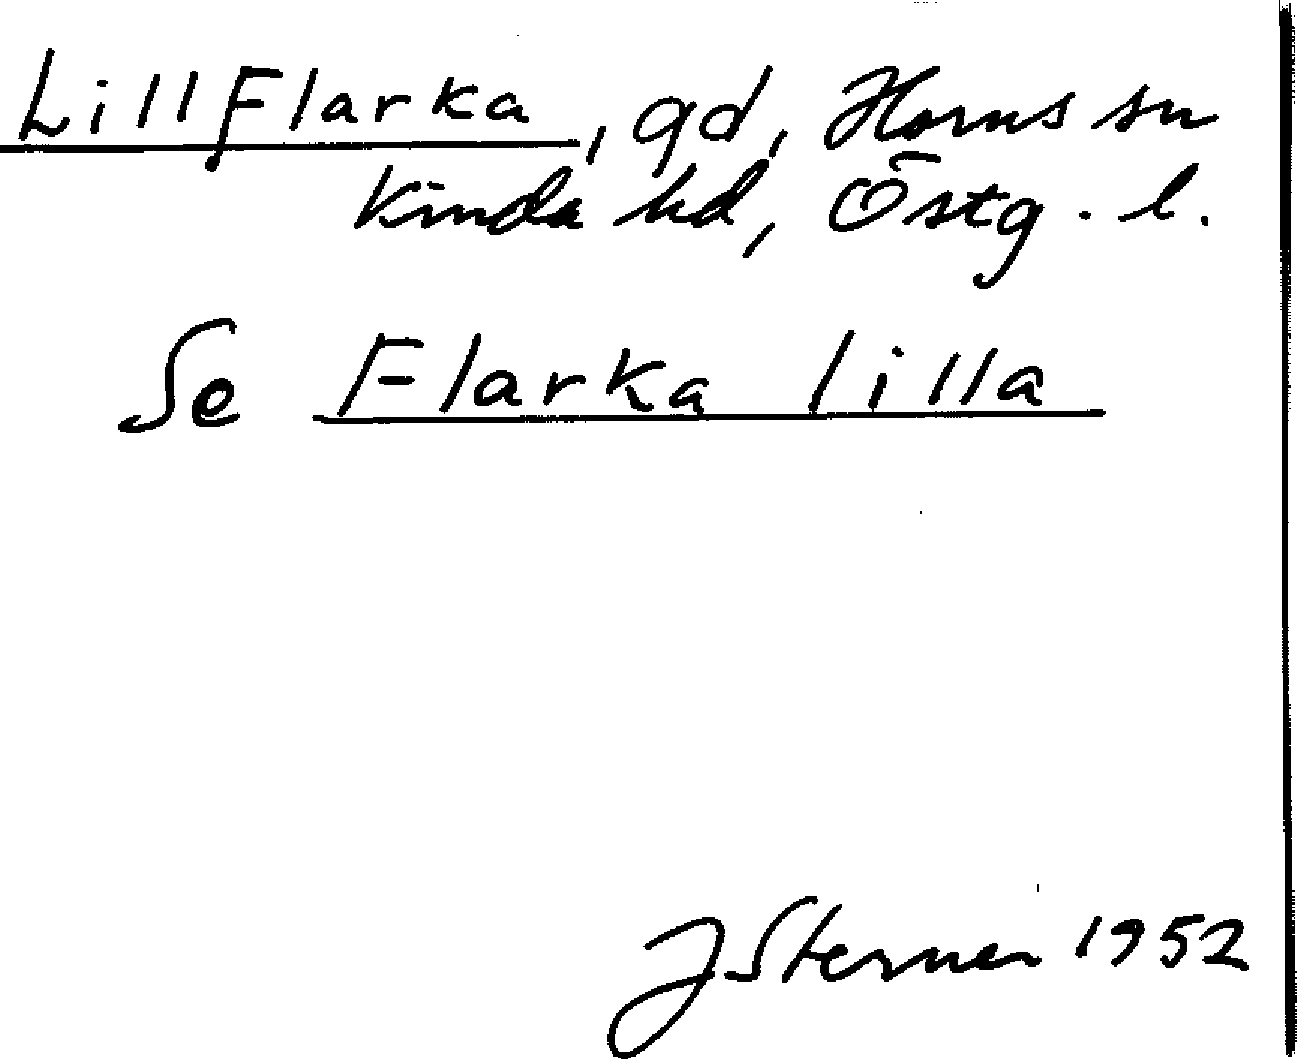 LillFlarka, gd, Horns sn
Kinda hd, Östg. l.
Se Flarka lilla
J Sterner 1952